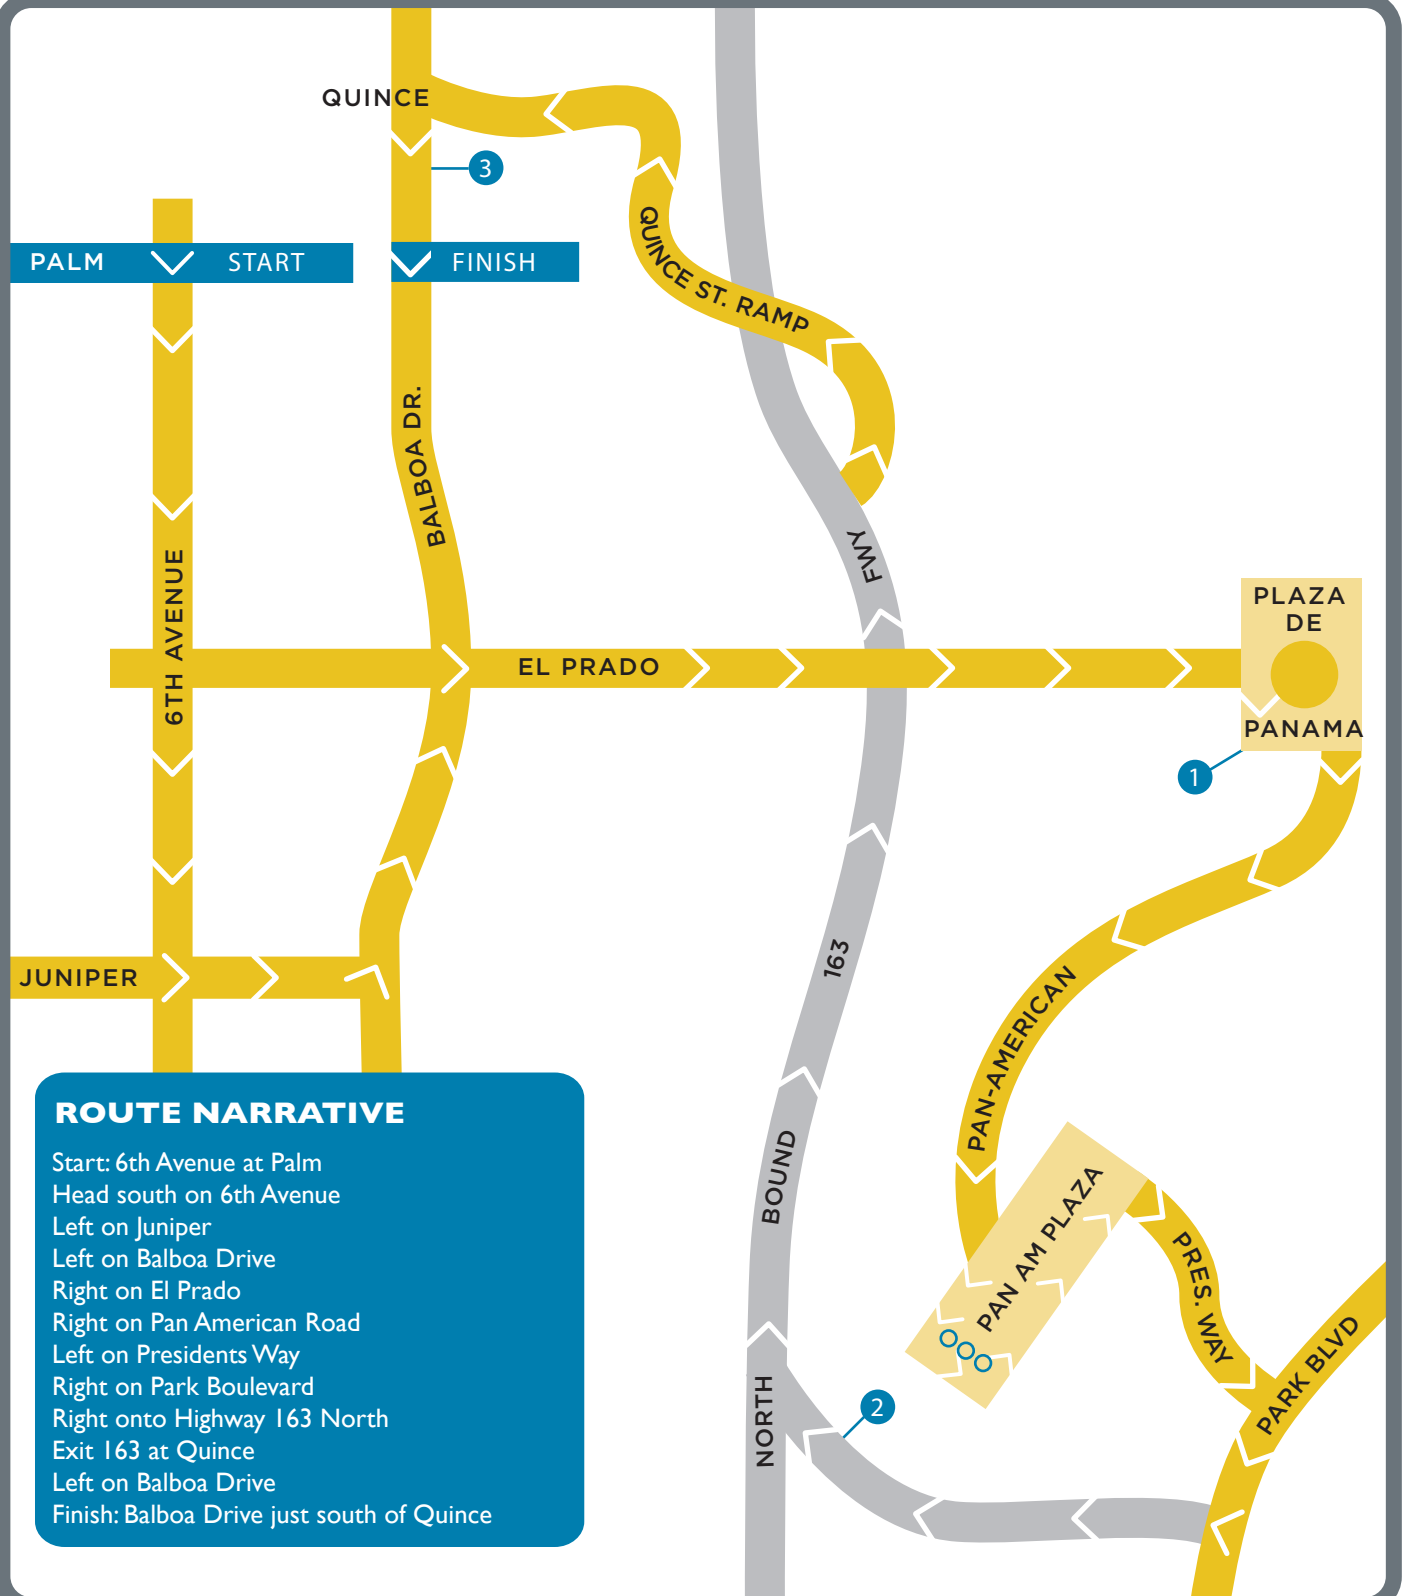 QUINCE
3
PALM
START
FINISH
QUINCE ST. RAMP
BALBOA DR.
6TH AVENUE
FWY
EL PRADO
PLAZA
DE
PANAMA
1
JUNIPER
163
PAN-AMERICAN
BOUND
PAN AM PLAZA
PRES. WAY
PARK BLVD
NORTH
2
ROUTE NARRATIVE
Start: 6th Avenue at Palm
Head south on 6th Avenue
Left on Juniper
Left on Balboa Drive
Right on El Prado
Right on Pan American Road
Left on Presidents Way
Right on Park Boulevard
Right onto Highway 163 North
Exit 163 at Quince
Left on Balboa Drive
Finish: Balboa Drive just south of Quince